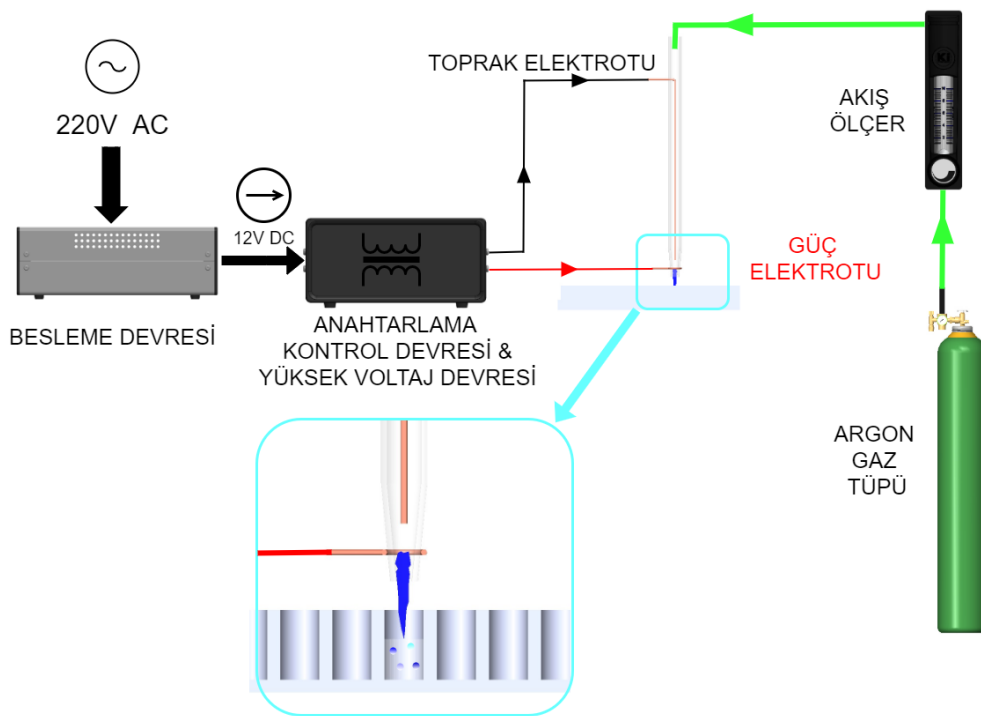 TOPRAK ELEKTROTU
220V AC
AKIŞ
ÖLÇER
KI
12V DC
GÜÇ
ELEKTROTU
BESLEME DEVRESİ
ANAHTARLAMA
KONTROL DEVRESİ &
YÜKSEK VOLTAJ DEVRESİ
ARGON
GAZ
TÜPÜ